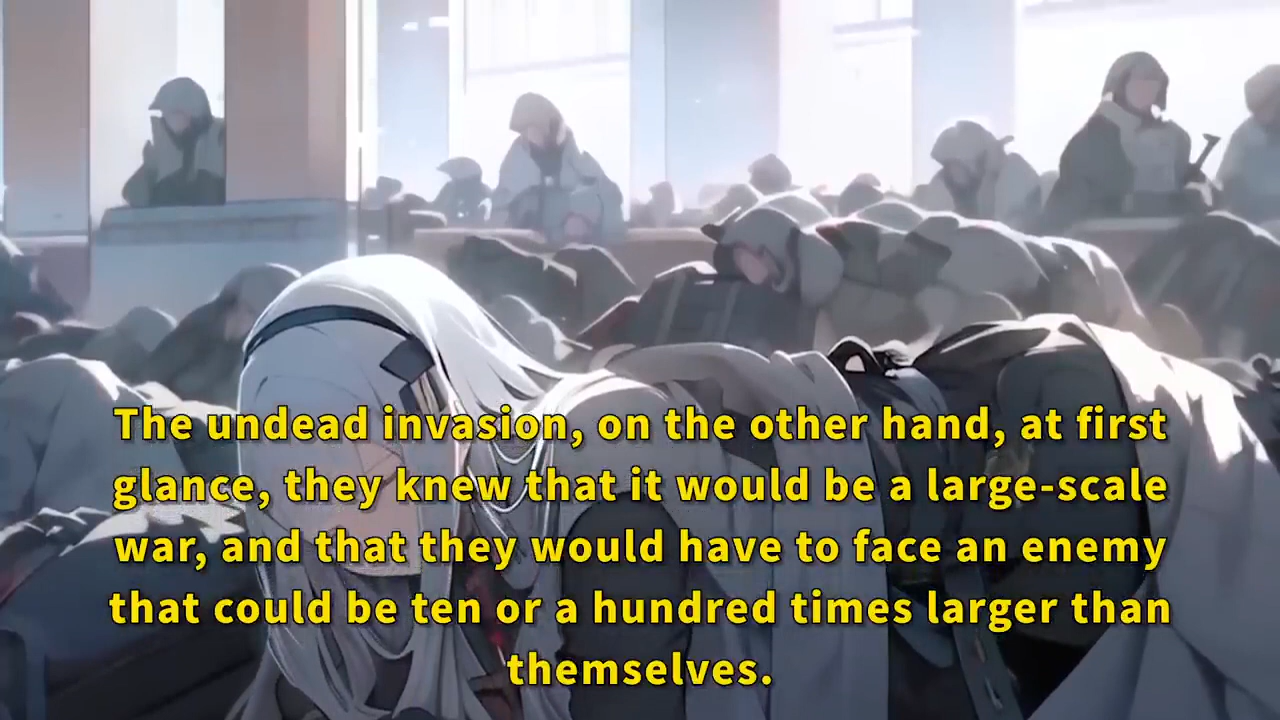 The undead invasion, on the other hand, at first
glance, they knew that it would be a large-scale
war, and that they would have to face an enemy
that could be ten or a hundred times larger than
themselves.